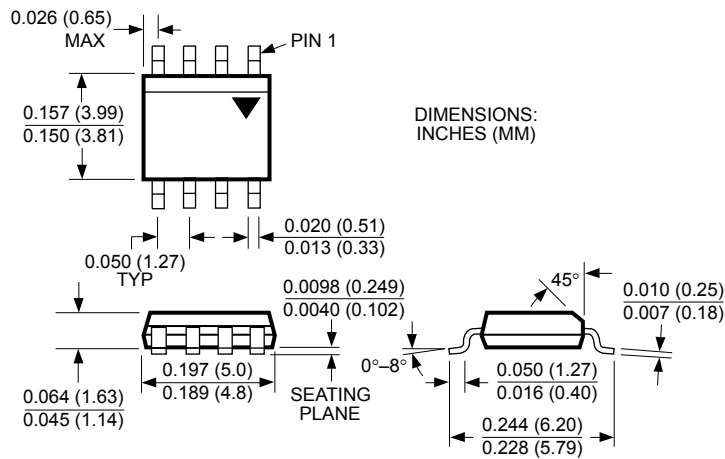 0.026 (0.65)
MAX
PIN 1
0.157 (3.99)
0.150 (3.81)
DIMENSIONS:
INCHES (MM)
0.020 (0.51)
0.013 (0.33)
0.050 (1.27)
TYP
0.0098 (0.249)
0.0040 (0.102)
45°
0.010 (0.25)
0.007 (0.18)
0°–8°
0.197 (5.0)
0.189 (4.8)
SEATING
PLANE
0.050 (1.27)
0.016 (0.40)
0.064 (1.63)
0.045 (1.14)
0.244 (6.20)
0.228 (5.79)